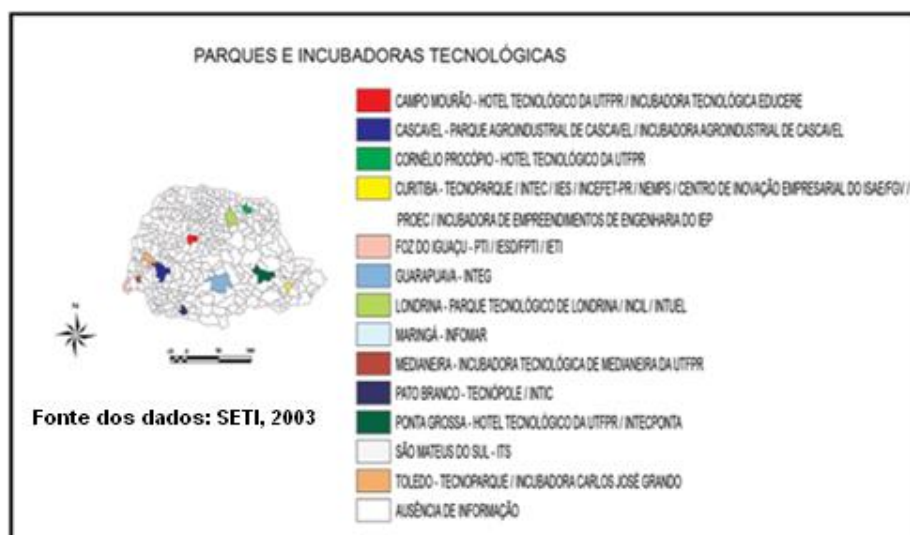 PARQUES E INCUBADORAS TECNOLÓGICAS
CAMPO MOURÃO - HOTEL TECNOLÓGICO DA UTFPR / INCUBADORA TECNOLÓGICA EDUCERE
CASCAVEL - PARQUE AGROINDUSTRIAL DE CASCAVEL / INCUBADORA AGROINDUSTRIAL DE CASCAVEL
CORNÉLIO PROCÓPIO - HOTEL TECNOLÓGICO DA UTFPR
CURITIBA - TECNOPARQUE / INTEC / IIES / INCEFET-PR / NEMPS / CENTRO DE INOVAÇÃO EMPRESARIAL DO ISAE/FGV /
PROEC / INCUBADORA DE EMPREENDIMENTOS DE ENGENHARIA DO IEP
FOZ DO IGUAÇU - PTI / IESD/FPTI / IETI
GUARAPUAVA - INTEG
LONDRINA - PARQUE TECNOLÓGICO DE LONDRINA / INCIL / INTUEL
MARINGÁ - INFOMAR
MEDIANEIRA - INCUBADORA TECNOLÓGICA DE MEDIANEIRA DA UTFPR
PATO BRANCO - TECNÓPOLE / INTIC
PONTA GROSSA - HOTEL TECNOLÓGICO DA UTFPR / INTECPONTA
SÃO MATEUS DO SUL - ITS
TOLEDO - TECNOPARQUE / INCUBADORA CARLOS JOSÉ GRANDO
AUSÊNCIA DE INFORMAÇÃO
N
Fonte dos dados: SETI, 2003